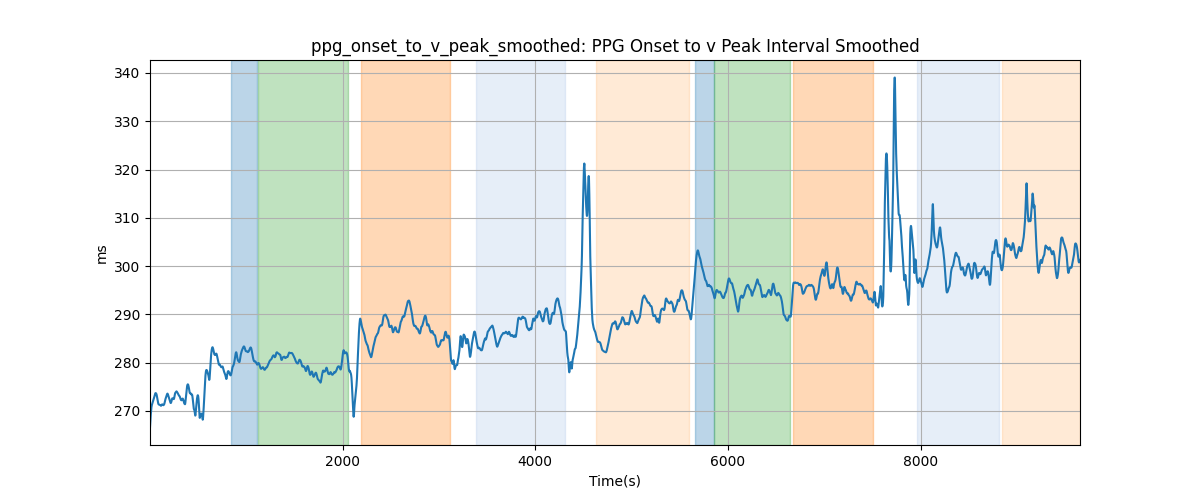 ppg_onset_to_v_peak_smoothed: PPG Onset to v Peak Interval Smoothed
340
330
320
310
300
290
280
270
ms
2000 4000 6000 8000
Time(s)